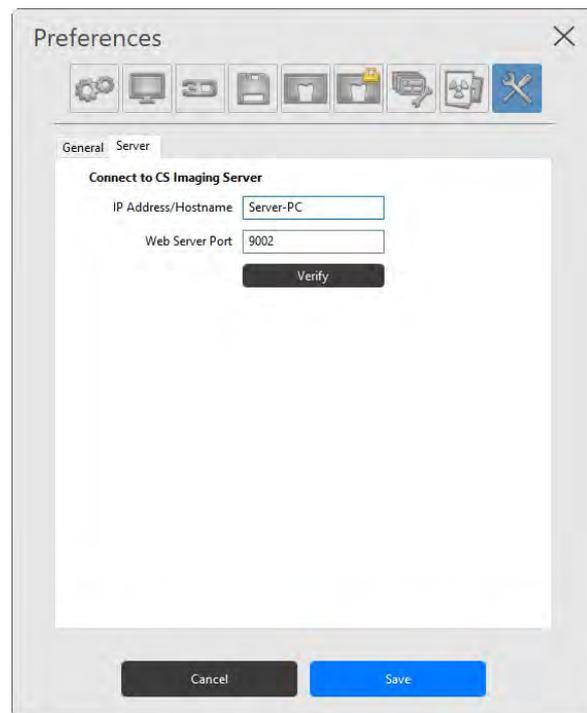 Preferences
3D
General Server
Connect to CS Imaging Server
IP Address/Hostname Server-PC
Web Server Port 9002
Verify
Cancel Save